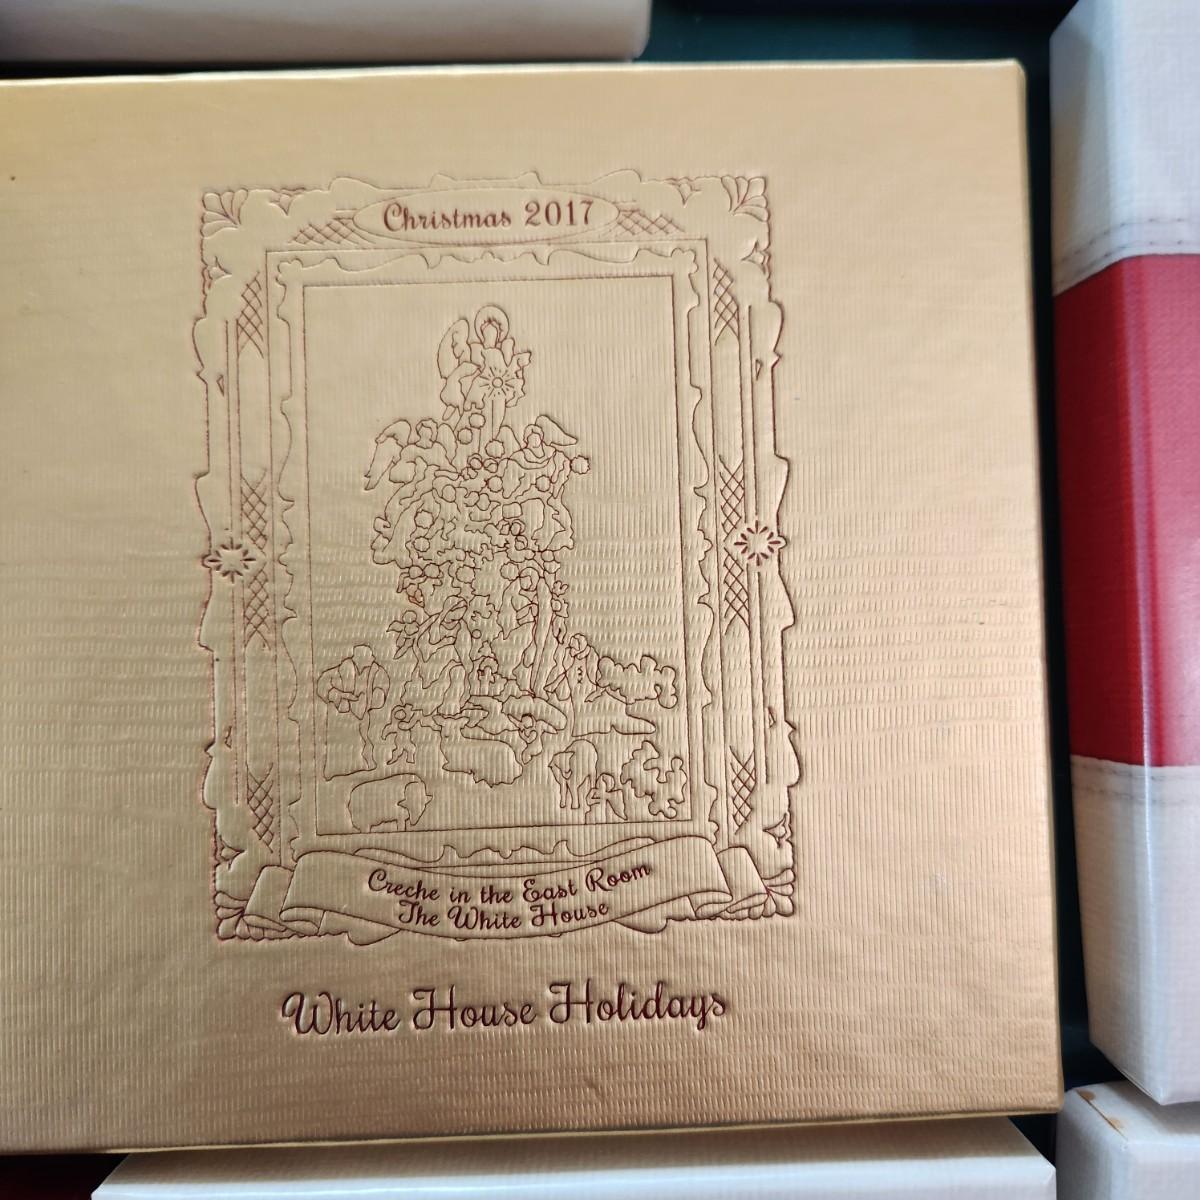 Christmas 2017
Creche in the East Room
The White House
White House Holidays